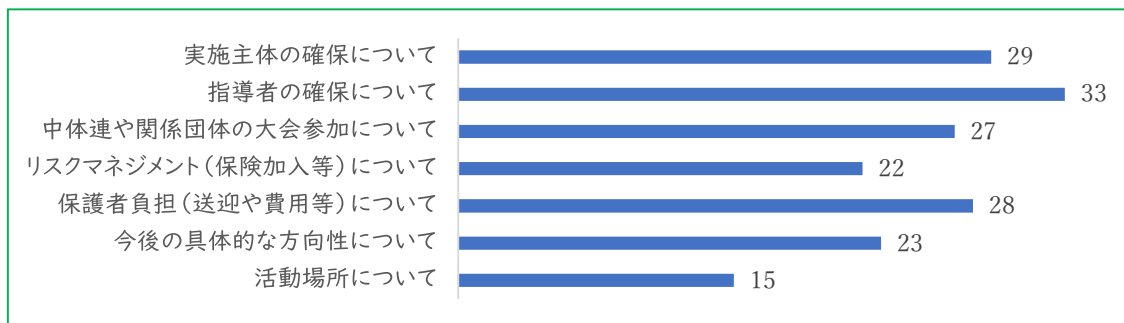 実施主体の確保について 29
指導者の確保について 33
中体連や関係団体の大会参加について 27
リスクマネジメント(保険加入等)について 22
保護者負担(送迎や費用等)について 28
今後の具体的な方向性について 23
活動場所について 15